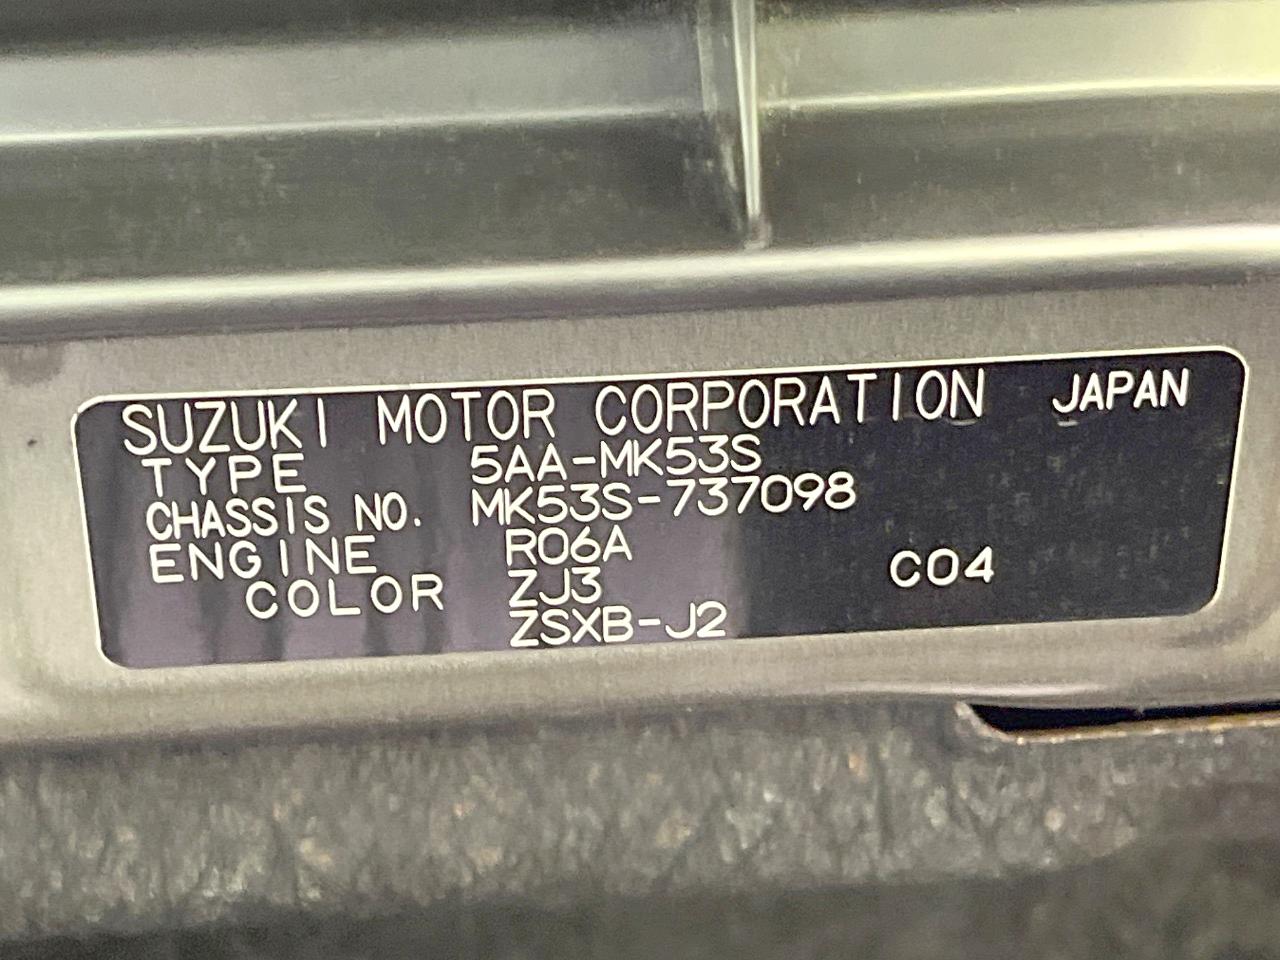 SUZUKI MOTOR CORPORATION JAPAN
TYPE 5AA-MK53S
CHASSIS NO. MK53S-737098
ENGINE R06A
COLOR ZJ3 C04
ZSXB-J2